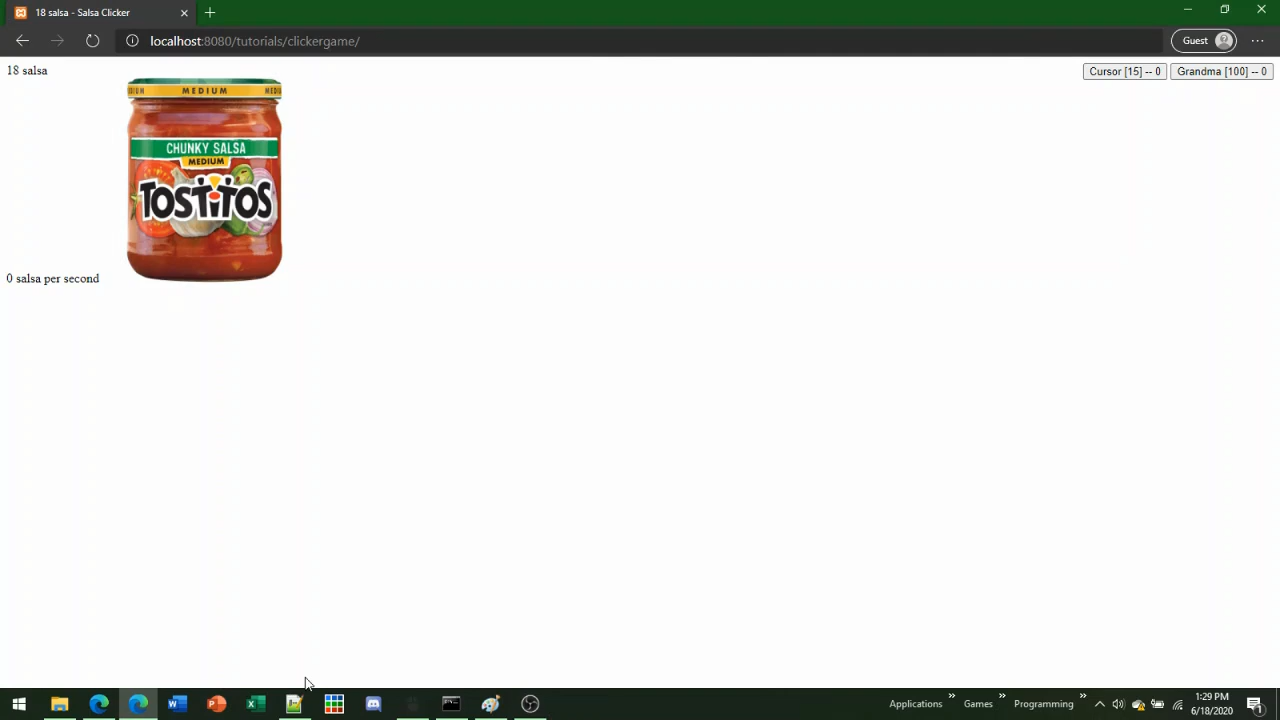 18 salsa - Salsa Clicker
localhost:8080/tutorials/clickergame/
Guest
18 salsa
Cursor [15] -- 0
Grandma [100] -- 0
MEDIUM
CHUNKY SALSA
MEDIUM
TOSTITOS
0 salsa per second
Applications
Games
Programming
1:29 PM
6/18/2020
1